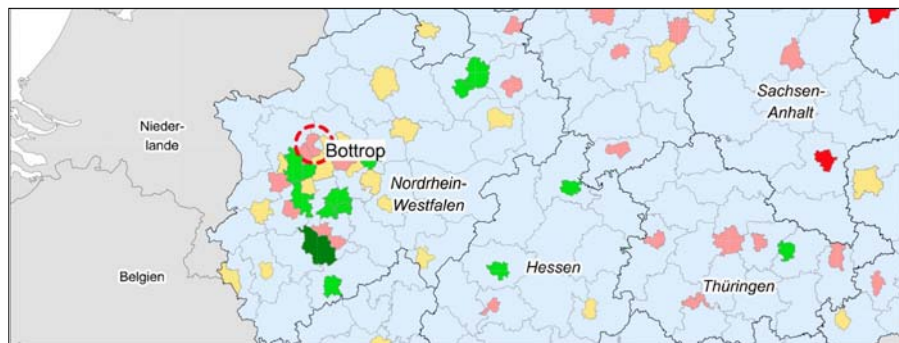 Sachsen-
Anhalt
Nieder-
lande
Bottrop
Nordrhein-
Westfalen
Belgien
Hessen
Thüringen